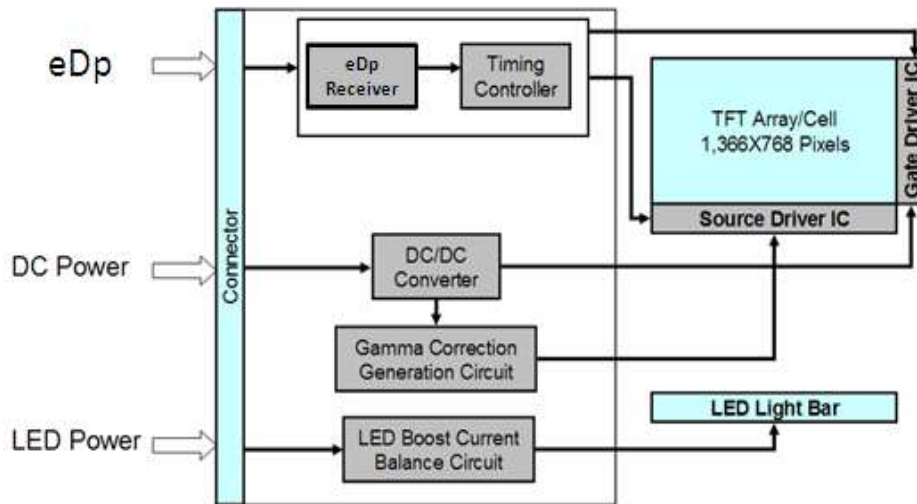 eDp
eDp
Receiver
Timing
Controller
TFT Array/Cell
1,366X768 Pixels
Gate Driver IC
Source Driver IC
Connector
DC Power
DC/DC
Converter
Gamma Correction
Generation Circuit
LED Light Bar
LED Power
LED Boost Current
Balance Circuit